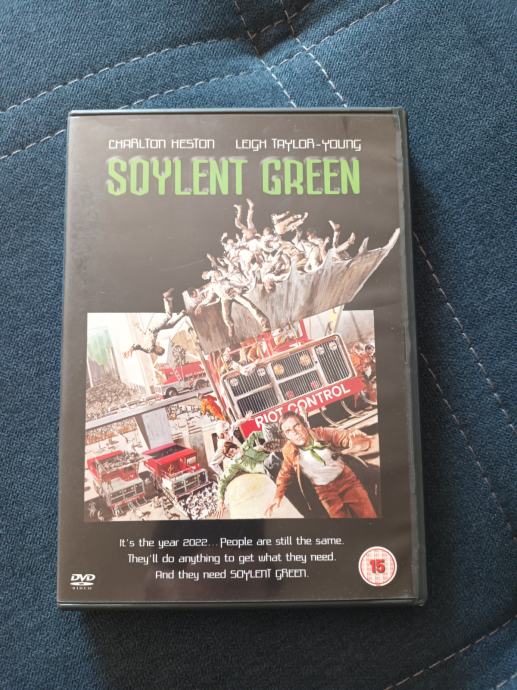 CHARLTON HESTON LEIGH TAYLOR-YOUNG
SOYLENT GREEN
RIOT CONTROL
It's the year 2022...People are still the same.
They'll do anything to get what they need.
And they need SOYLENT GREEN.
DVD
VIDEO
15